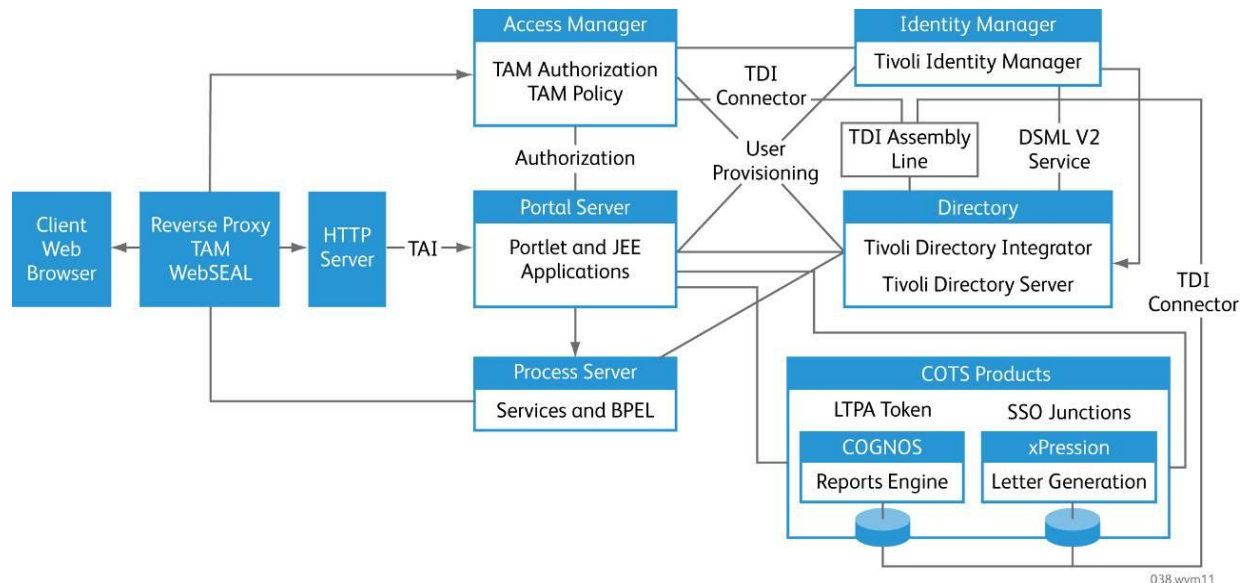 Access Manager
TAM Authorization
TAM Policy
Identity Manager
Tivoli Identity Manager
TDI
Connector
TDI Assembly
Line
DSML V2
Service
User
Provisioning
Authorization
Client
Web
Browser
Reverse Proxy
TAM
WebSEAL
HTTP
Server
TAI
Portal Server
Portlet and JEE
Applications
Directory
Tivoli Directory Integrator
Tivoli Directory Server
TDI
Connector
Process Server
Services and BPEL
COTS Products
LTPA Token
SSO Junctions
COGNOS
Reports Engine
xPression
Letter Generation
038.wym11